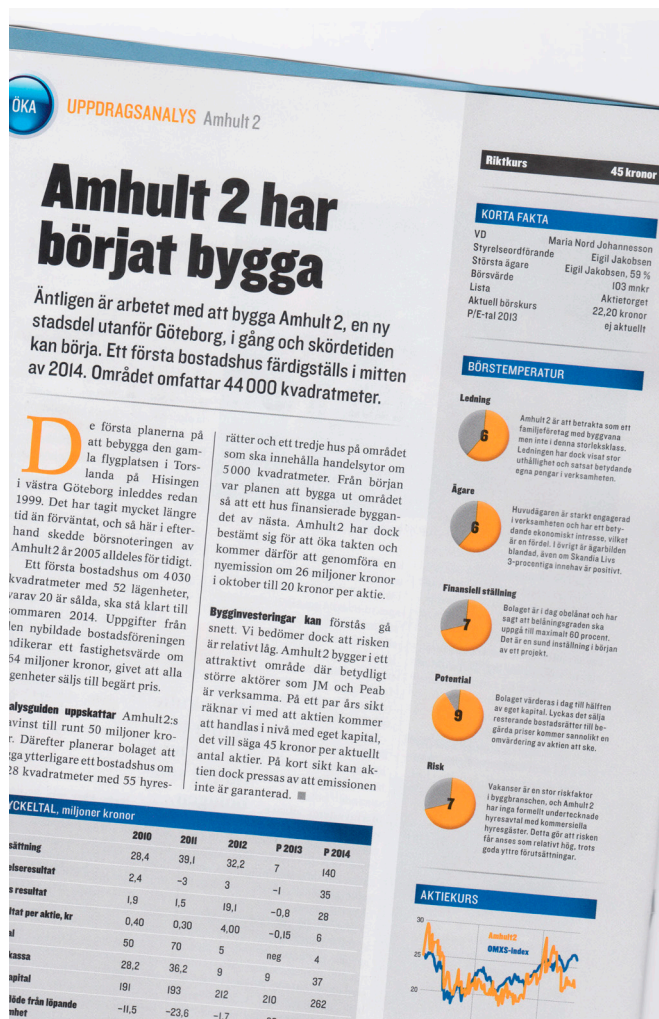 ÖKA
UPPDRAGSANALYS Amhult 2
Amhult 2 har
börjat bygga
Äntligen är arbetet med att bygga Amhult 2, en ny
stadsdel utanför Göteborg, i gång och skördetiden
kan börja. Ett första bostadshus färdigställs i mitten
av 2014. Området omfattar 44 000 kvadratmeter.
De första planerna på
att bebygga den gam-
la flygplatsen i Tors-
landa på Hisingen
i västra Göteborg inleddes redan
1999. Det har tagit mycket längre
tid än förväntat, och så här i efter-
hand skedde börsnoteringen av
Amhult 2 år 2005 alldeles för tidigt.
Ett första bostadshus om 4 030
kvadratmeter med 52 lägenheter,
varav 20 är sålda, ska stå klart till
sommaren 2014. Uppgifter från
den nybildade bostadsföreningen
ndikerar ett fastighetsvärde om
64 miljoner kronor, givet att alla
genheter säljs till begärt pris.
alysguiden uppskattar Amhult 2:s
avinst till runt 50 miljoner kro-
r. Därefter planerar bolaget att
ga ytterligare ett bostadshus om
28 kvadratmeter med 55 hyres-
rätter och ett tredje hus på området
som ska innehålla handelsytor om
5 000 kvadratmeter. Från början
var planen att bygga ut området
så att ett hus finansierade byggan-
det av nästa. Amhult 2 har dock
bestämt sig för att öka takten och
kommer därför att genomföra en
nyemission om 26 miljoner kronor
i oktober till 20 kronor per aktie.
Bygginvesteringar kan förstås gå
snett. Vi bedömer dock att risken
är relativt låg. Amhult 2 bygger i ett
attraktivt område där betydligt
större aktörer som JM och Peab
är verksamma. På ett par års sikt
räknar vi med att aktien kommer
att handlas i nivå med eget kapital,
det vill säga 45 kronor per aktuellt
antal aktier. På kort sikt kan ak-
tien dock pressas av att emissionen
inte är garanterad.
YCKELTAL, miljoner kronor
2010 2011 2012 P 2013 P 2014
sättning 28,4 39,1 32,2 7 140
elseresultat 2,4 -3 3 -1 35
s resultat 1,9 1,5 19,1 -0,8 28
ltat per aktie, kr 0,40 0,30 4,00 -0,15 6
al 50 70 5 neg 4
kassa 28,2 36,2 9 9 37
apital 191 193 212 210 262
löde från löpande
mhet -11,5 -23,6 -1,7
Riktkurs 45 kronor
KORTA FAKTA
VD Maria Nord Johannesson
Styrelseordförande Eigil Jakobsen
Största ägare Eigil Jakobsen, 59 %
Börsvärde 103 mnkr
Lista Aktietorget
Aktuell börskurs 22,20 kronor
P/E-tal 2013 ej aktuellt
BÖRSTEMPERATUR
Ledning
6
Amhult 2 är att betrakta som ett
familjeföretag med byggvana
men inte i denna storleksklass.
Ledningen har dock visat stor
uthållighet och satsat betydande
egna pengar i verksamheten.
Ägare
6
Huvudägaren är starkt engagerad
i verksamheten och har ett bety-
dande ekonomiskt intresse, vilket
är en fördel. I övrigt är ägarbilden
blandad, även om Skandia Livs
3-procentiga innehav är positivt.
Finansiell ställning
7
Bolaget är i dag obelånat och har
sagt att belåningsgraden ska
uppgå till maximalt 60 procent.
Det är en sund inställning i början
av ett projekt.
Potential
9
Bolaget värderas i dag till hälften
av eget kapital. Lyckas det sälja
resterande bostadsrätter till be-
gärda priser kommer sannolikt en
omvärdering av aktien att ske.
Risk
7
Vakanser är en stor riskfaktor
i byggbranschen, och Amhult 2
har inga formellt undertecknade
hyresavtal med kommersiella
hyresgäster. Detta gör att risken
får anses som relativt hög, trots
goda yttre förutsättningar.
AKTIEKURS
30
Amhult2
OMXS-index
25
20